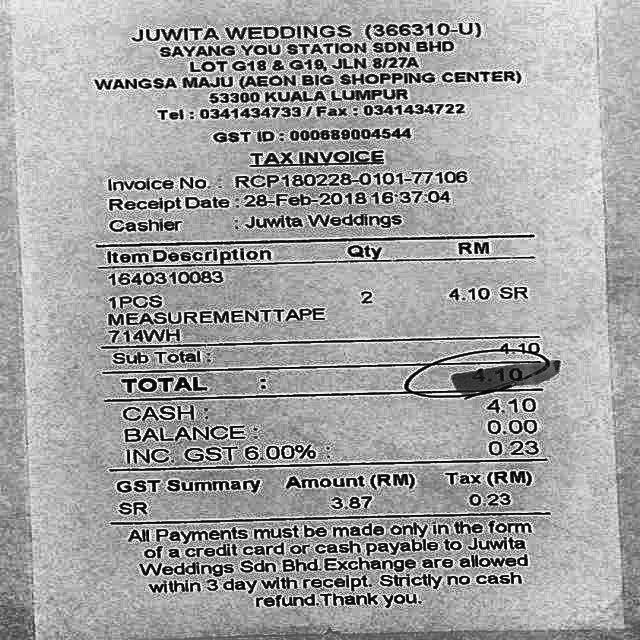 JUWITA WEDDINGS (366310-U)
SAYANG YOU STATION SDN BHD
LOT G18 & G19, JLN 8/27A
WANGSA MAJU (AEON BIG SHOPPING CENTER)
53300 KUALA LUMPUR
Tel : 0341434733 / Fax : 0341434722
GST ID : 000689004544
TAX INVOICE
Invoice No. : RCP180228-0101-77106
Receipt Date : 28-Feb-2018 16:37:04
Cashier : Juwita Weddings
Item Description Qty RM
1640310083
1PCS 2 4.10 SR
MEASUREMENTTAPE
714WH
Sub Total : 4.10
TOTAL : 4.10
CASH : 4.10
BALANCE : 0.00
INC. GST 6.00% : 0.23
GST Summary Amount (RM) Tax (RM)
SR 3.87 0.23
All Payments must be made only in the form
of a credit card or cash payable to Juwita
Weddings Sdn Bhd.Exchange are allowed
within 3 day with receipt. Strictly no cash
refund.Thank you.